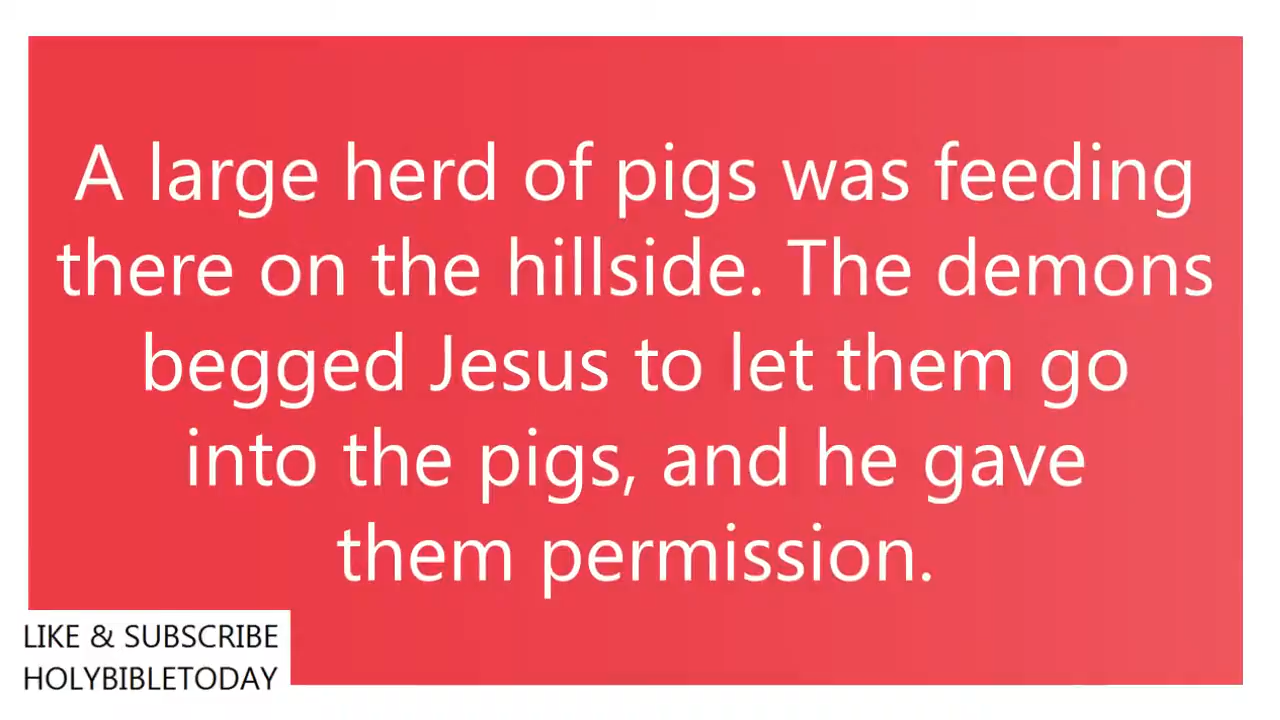 A large herd of pigs was feeding
there on the hillside. The demons
begged Jesus to let them go
into the pigs, and he gave
them permission.
LIKE & SUBSCRIBE
HOLYBIBLETODAY